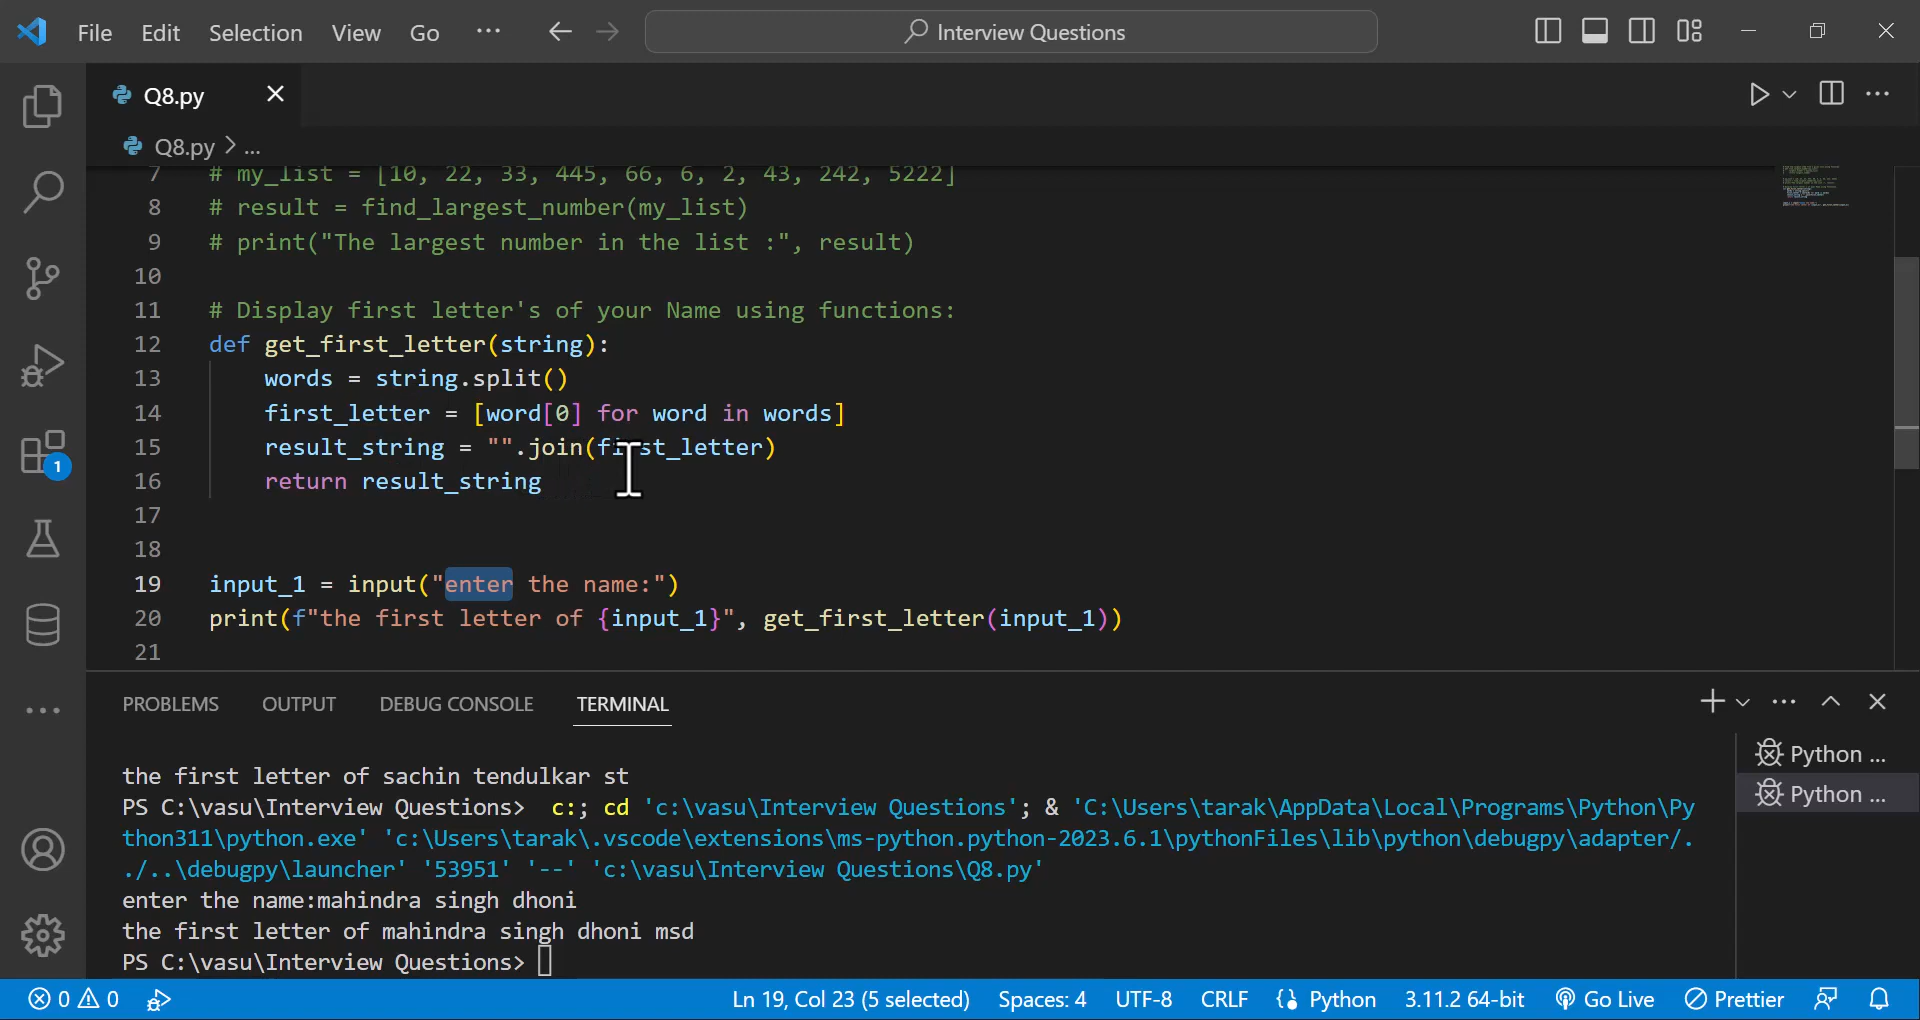 File Edit Selection View Go ··· Interview Questions
Q8.py
Q8.py > ...
7 # my_list = [10, 22, 33, 445, 66, 6, 2, 43, 242, 5222]
8 # result = find_largest_number(my_list)
9 # print("The largest number in the list :", result)
10
11 # Display first letter's of your Name using functions:
12 def get_first_letter(string):
13 words = string.split()
14 first_letter = [word[0] for word in words]
15 result_string = "".join(first_letter)
16 return result_string
17
18
19 input_1 = input("enter the name:")
20 print(f"the first letter of {input_1}", get_first_letter(input_1))
21
1
PROBLEMS OUTPUT DEBUG CONSOLE TERMINAL
the first letter of sachin tendulkar st
PS C:\vasu\Interview Questions>  c:; cd 'c:\vasu\Interview Questions'; & 'C:\Users\tarak\AppData\Local\Programs\Python\Py
thon311\python.exe' 'c:\Users\tarak\.vscode\extensions\ms-python.python-2023.6.1\pythonFiles\lib\python\debugpy\adapter/.
./..\debugpy\launcher' '53951' '--' 'c:\vasu\Interview Questions\Q8.py'
enter the name:mahindra singh dhoni
the first letter of mahindra singh dhoni msd
PS C:\vasu\Interview Questions>
Python ...
Python ...
0 0 Ln 19, Col 23 (5 selected) Spaces: 4 UTF-8 CRLF Python 3.11.2 64-bit Go Live Prettier